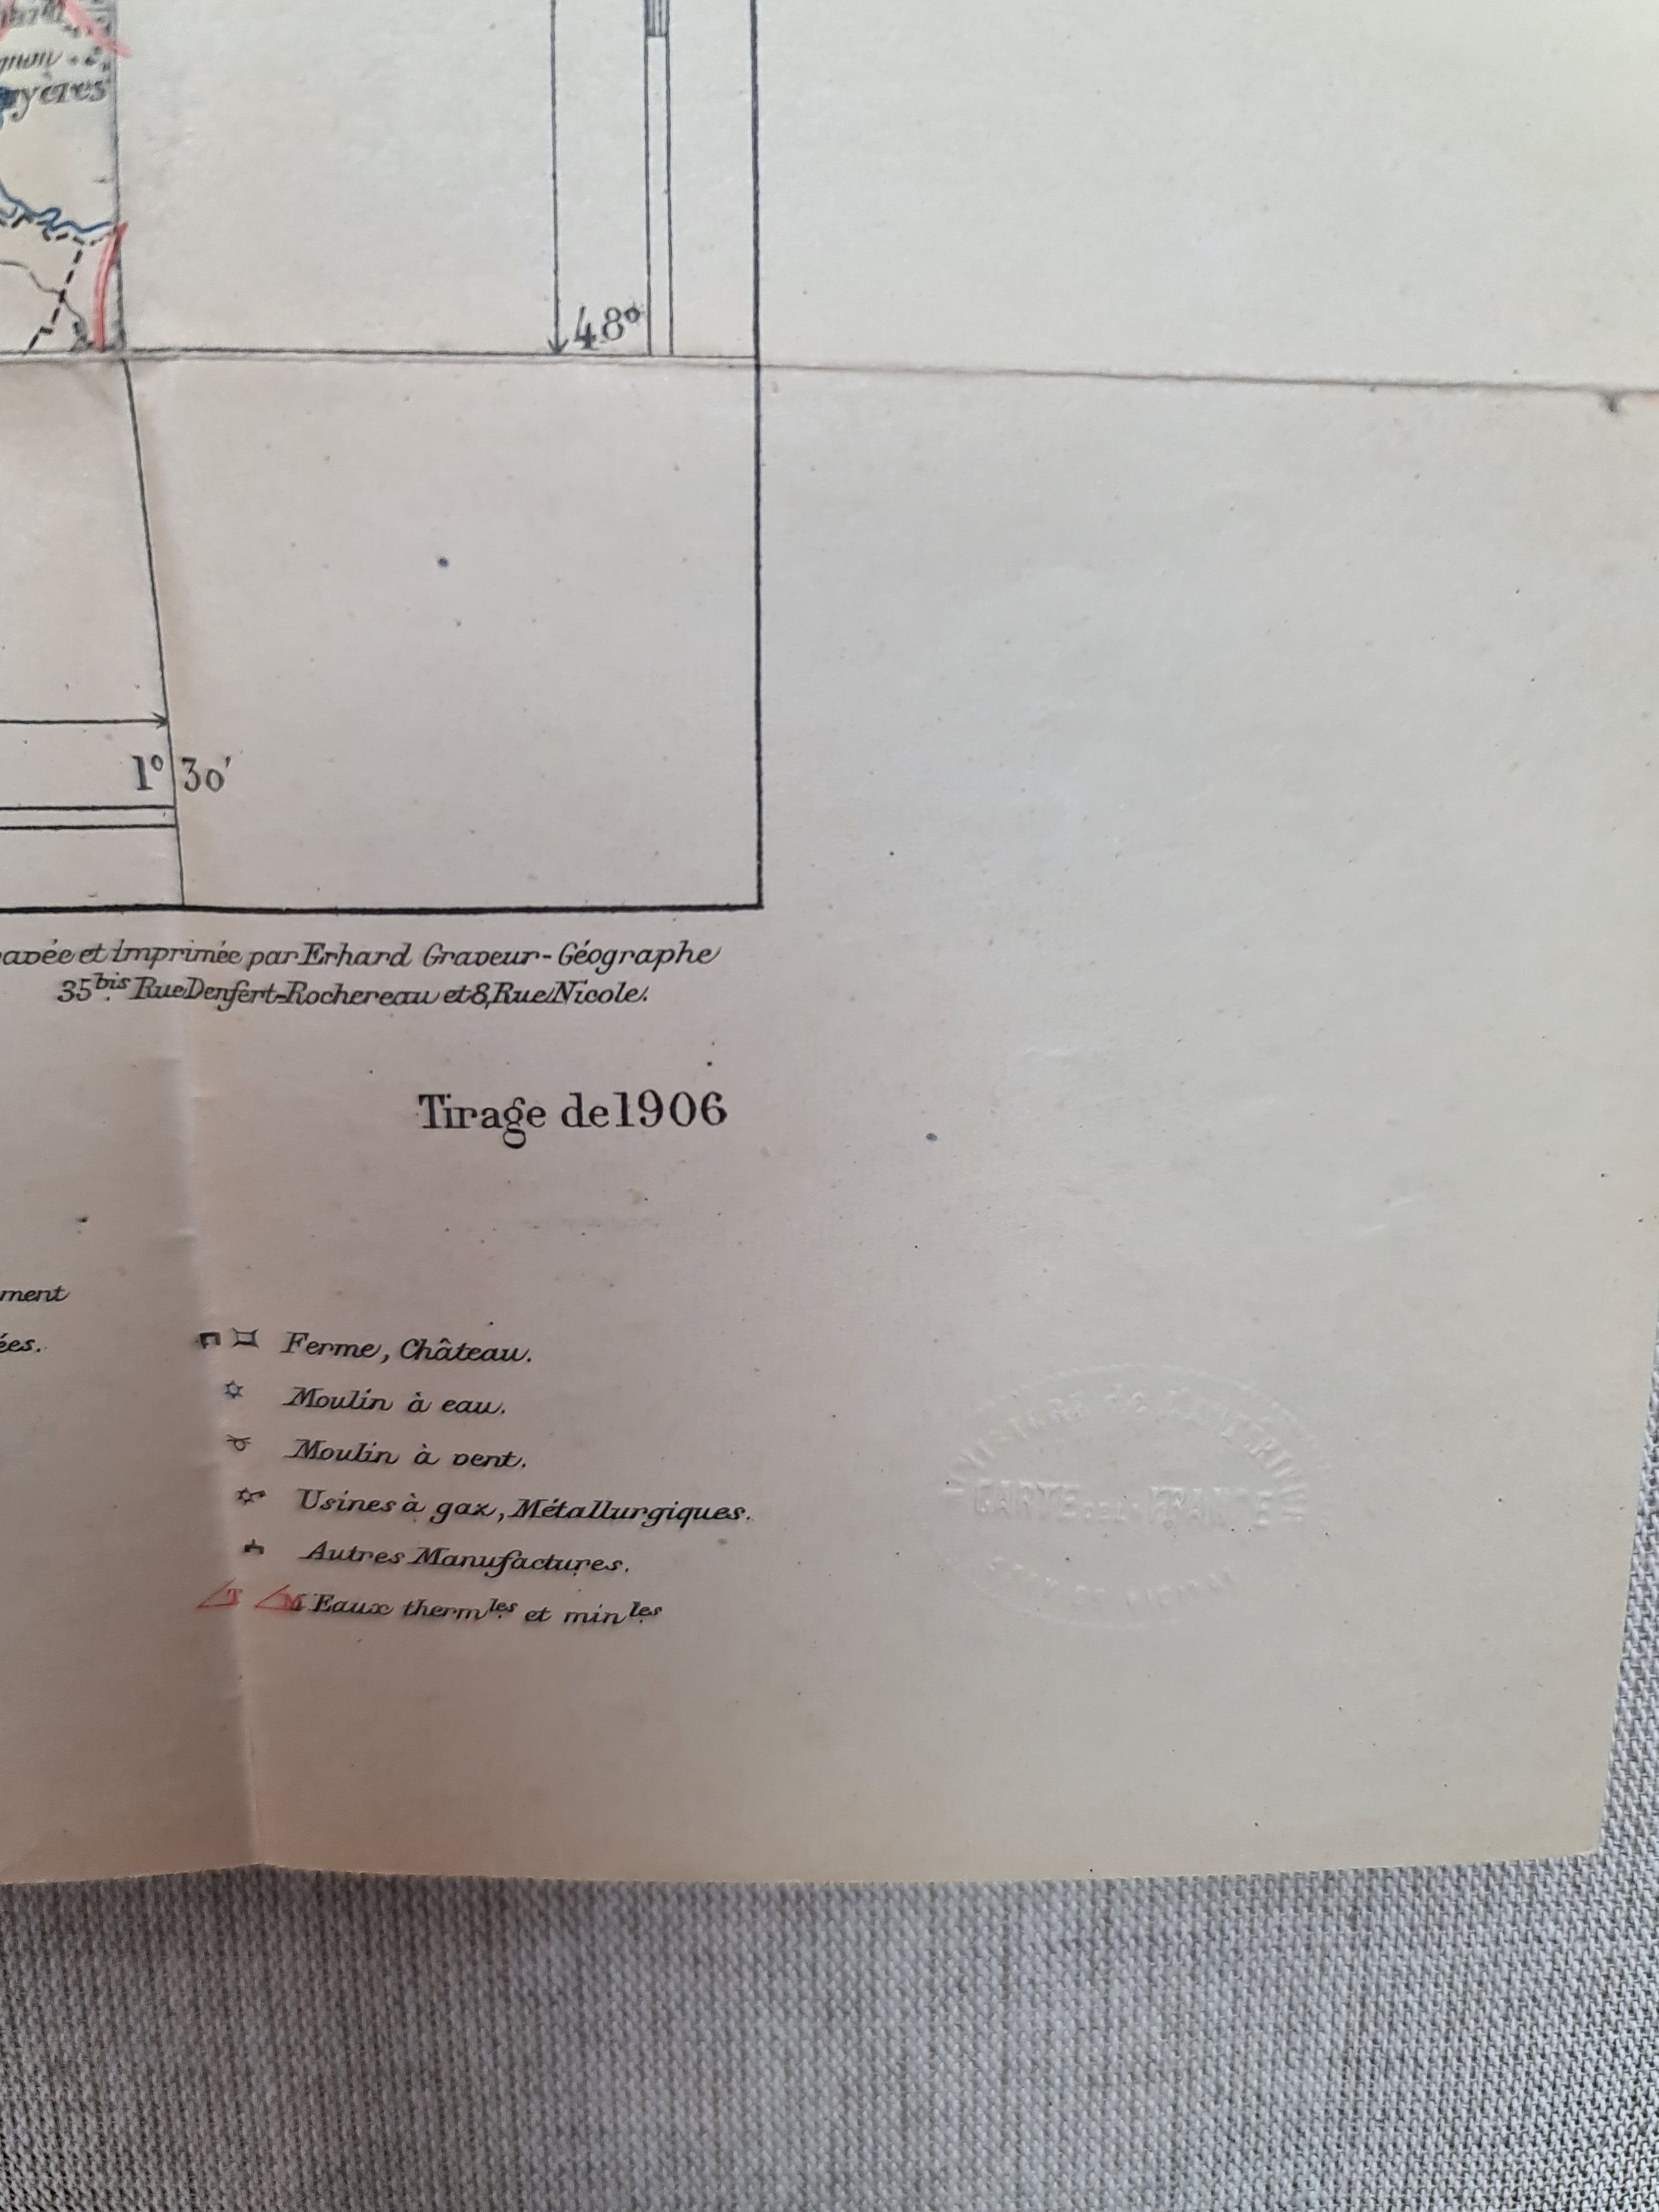 yères
48°
1° 30'
avée et imprimée par Erhard Graveur-Géographe
35bis Rue Denfert-Rochereau et 8, Rue Nicole.
Tirage de 1906
ment
ées.
Ferme, Château.
Moulin à eau.
Moulin à vent.
Usines à gaz, Métallurgiques.
Autres Manufactures.
T M Eaux thermles et minles
CARTE DE LA FRANCE